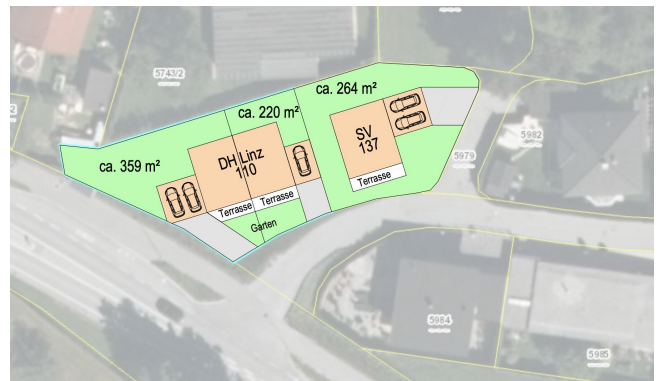 5743/2
ca. 264 m²
ca. 220 m²
ca. 359 m²
DH Linz
110
SV
137
5982
5979
Terrasse
Terrasse
Terrasse
Garten
5984
5985